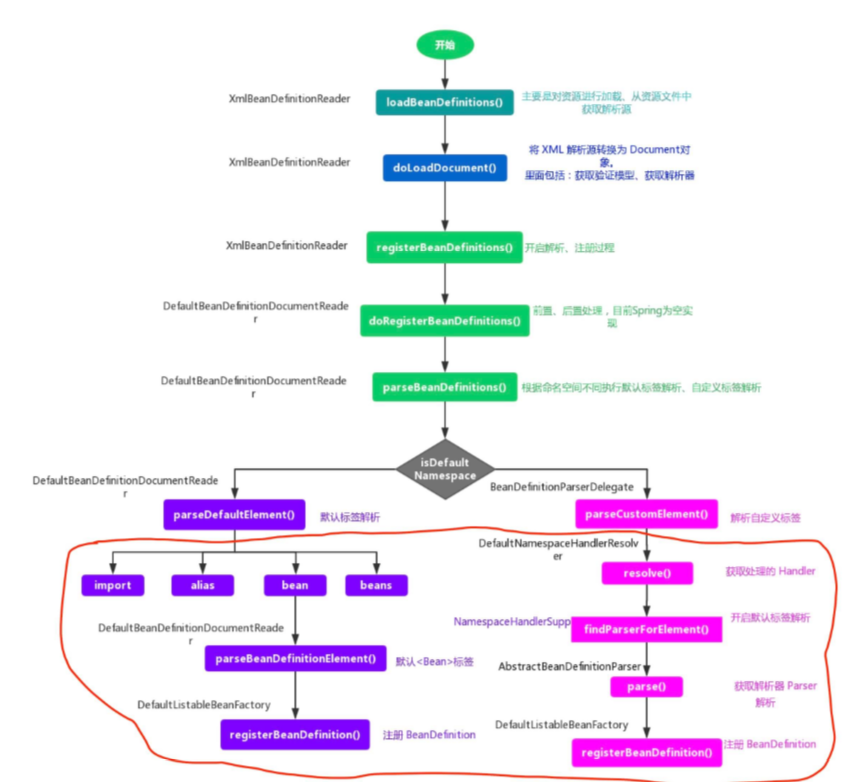 开始
XmlBeanDefinitionReader
loadBeanDefinitions()
主要是对资源进行加载、从资源文件中
获取解析源
XmlBeanDefinitionReader
doLoadDocument()
将 XML 解析源转换为 Document对
象。
里面包括：获取验证模型、获取解析器
XmlBeanDefinitionReader
registerBeanDefinitions()
开启解析、注册过程
DefaultBeanDefinitionDocumentReade
r
doRegisterBeanDefinitions()
前置、后置处理，目前Spring为空实
现
DefaultBeanDefinitionDocumentReade
r
parseBeanDefinitions()
根据命名空间不同执行默认标签解析、自定义标签解析
isDefault
Namespace
DefaultBeanDefinitionDocumentReade
r
BeanDefinitionParserDelegate
parseDefaultElement()
默认标签解析
parseCustomElement()
解析自定义标签
DefaultNamespaceHandlerResolv
er
import
alias
bean
beans
resolve()
获取处理的 Handler
DefaultBeanDefinitionDocumentReade
r
NamespaceHandlerSupp
findParserForElement()
开启默认标签解析
parseBeanDefinitionElement()
默认<Bean>标签
AbstractBeanDefinitionParser
parse()
获取解析器 Parser
解析
DefaultListableBeanFactory
registerBeanDefinition()
注册 BeanDefinition
DefaultListableBeanFactory
registerBeanDefinition()
注册 BeanDefinition